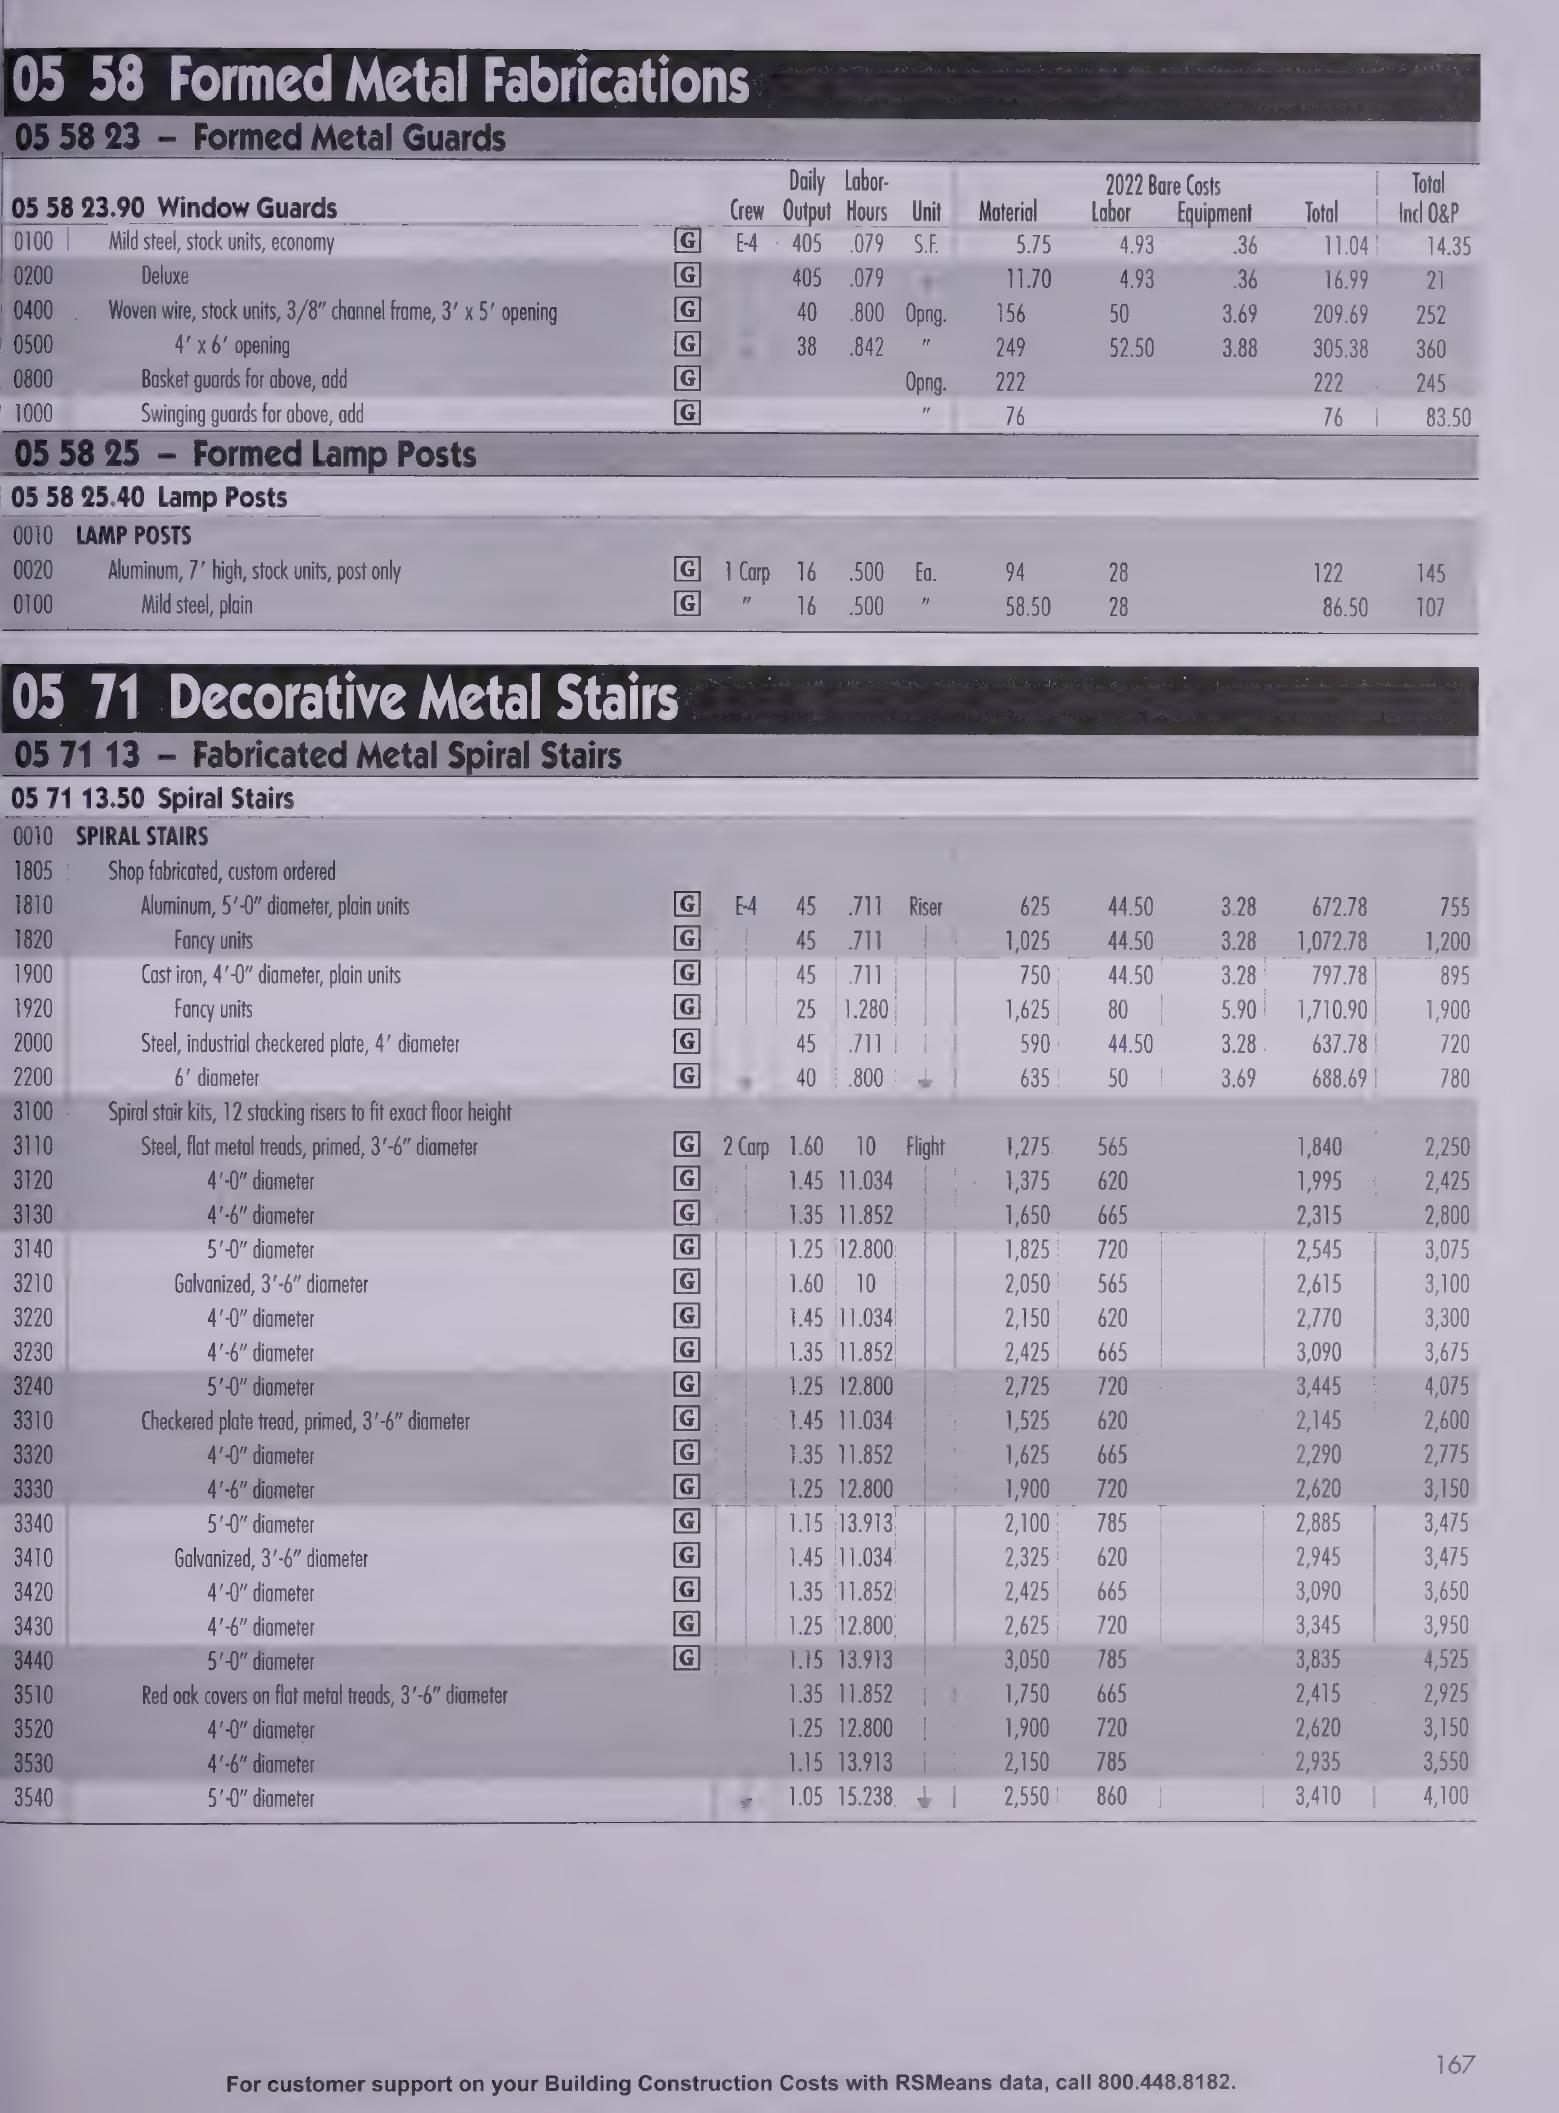 05 58 Formed Metal Fabrications
05 58 23 – Formed Metal Guards
Daily Labor- 2022 Bare Costs Total
05 58 23.90 Window Guards Crew Output Hours Unit Material Labor Equipment Total Incl O&P
0100 Mild steel, stock units, economy G E-4 405 .079 S.F. 5.75 4.93 .36 11.04 14.35
0200 Deluxe G 405 .079 11.70 4.93 .36 16.99 21
0400 Woven wire, stock units, 3/8" channel frame, 3' x 5' opening G 40 .800 Opng. 156 50 3.69 209.69 252
0500 4' x 6' opening G 38 .842 " 249 52.50 3.88 305.38 360
0800 Basket guards for above, add G Opng. 222 222 245
1000 Swinging guards for above, add G " 76 76 83.50
05 58 25 – Formed Lamp Posts
05 58 25.40 Lamp Posts
0010 LAMP POSTS
0020 Aluminum, 7' high, stock units, post only G 1 Carp 16 .500 Ea. 94 28 122 145
0100 Mild steel, plain G " 16 .500 " 58.50 28 86.50 107
05 71 Decorative Metal Stairs
05 71 13 – Fabricated Metal Spiral Stairs
05 71 13.50 Spiral Stairs
0010 SPIRAL STAIRS
1805 Shop fabricated, custom ordered
1810 Aluminum, 5'-0" diameter, plain units G E-4 45 .711 Riser 625 44.50 3.28 672.78 755
1820 Fancy units G 45 .711 1,025 44.50 3.28 1,072.78 1,200
1900 Cast iron, 4'-0" diameter, plain units G 45 .711 750 44.50 3.28 797.78 895
1920 Fancy units G 25 1.280 1,625 80 5.90 1,710.90 1,900
2000 Steel, industrial checkered plate, 4' diameter G 45 .711 590 44.50 3.28 637.78 720
2200 6' diameter G 40 .800 635 50 3.69 688.69 780
3100 Spiral stair kits, 12 stacking risers to fit exact floor height
3110 Steel, flat metal treads, primed, 3'-6" diameter G 2 Carp 1.60 10 Flight 1,275 565 1,840 2,250
3120 4'-0" diameter G 1.45 11.034 1,375 620 1,995 2,425
3130 4'-6" diameter G 1.35 11.852 1,650 665 2,315 2,800
3140 5'-0" diameter G 1.25 12.800 1,825 720 2,545 3,075
3210 Galvanized, 3'-6" diameter G 1.60 10 2,050 565 2,615 3,100
3220 4'-0" diameter G 1.45 11.034 2,150 620 2,770 3,300
3230 4'-6" diameter G 1.35 11.852 2,425 665 3,090 3,675
3240 5'-0" diameter G 1.25 12.800 2,725 720 3,445 4,075
3310 Checkered plate tread, primed, 3'-6" diameter G 1.45 11.034 1,525 620 2,145 2,600
3320 4'-0" diameter G 1.35 11.852 1,625 665 2,290 2,775
3330 4'-6" diameter G 1.25 12.800 1,900 720 2,620 3,150
3340 5'-0" diameter G 1.15 13.913 2,100 785 2,885 3,475
3410 Galvanized, 3'-6" diameter G 1.45 11.034 2,325 620 2,945 3,475
3420 4'-0" diameter G 1.35 11.852 2,425 665 3,090 3,650
3430 4'-6" diameter G 1.25 12.800 2,625 720 3,345 3,950
3440 5'-0" diameter G 1.15 13.913 3,050 785 3,835 4,525
3510 Red oak covers on flat metal treads, 3'-6" diameter 1.35 11.852 1,750 665 2,415 2,925
3520 4'-0" diameter 1.25 12.800 1,900 720 2,620 3,150
3530 4'-6" diameter 1.15 13.913 2,150 785 2,935 3,550
3540 5'-0" diameter 1.05 15.238 2,550 860 3,410 4,100
For customer support on your Building Construction Costs with RSMeans data, call 800.448.8182.
167